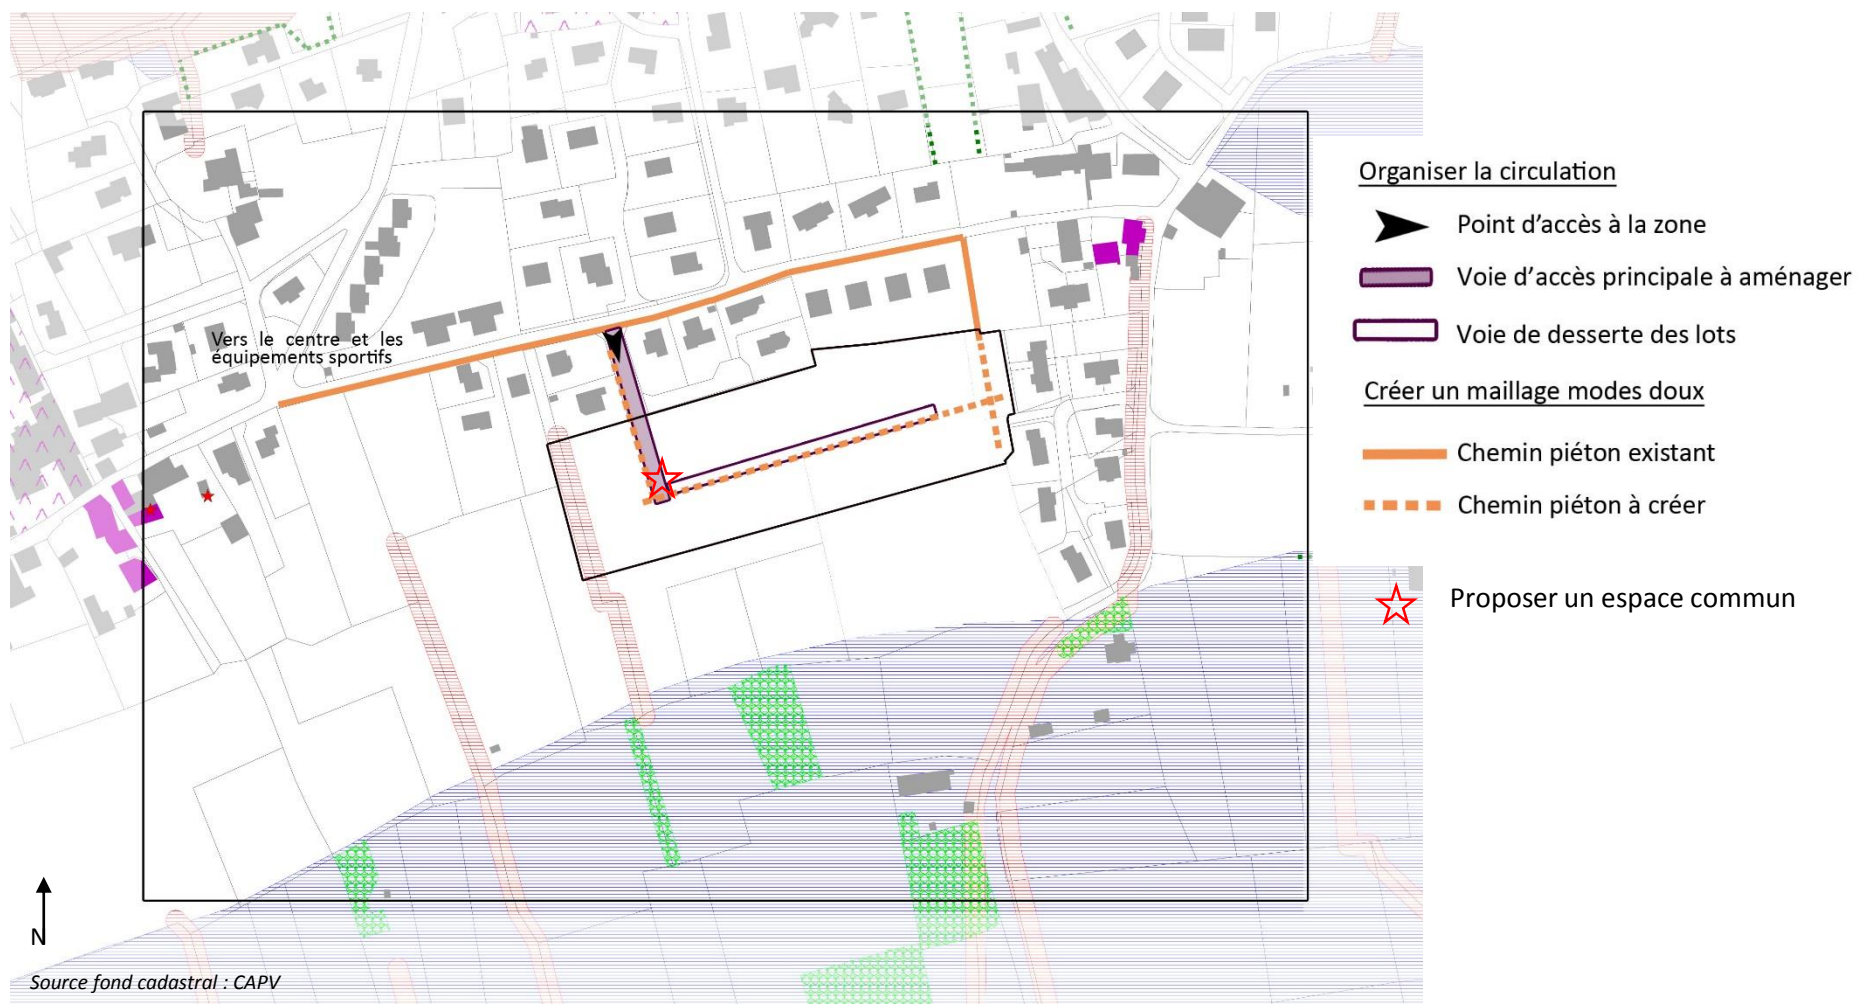 Organiser la circulation
Point d'accès à la zone
Voie d'accès principale à aménager
Voie de desserte des lots
Créer un maillage modes doux
Chemin piéton existant
Chemin piéton à créer
Proposer un espace commun
Vers le centre et les
équipements sportifs
N
Source fond cadastral : CAPV